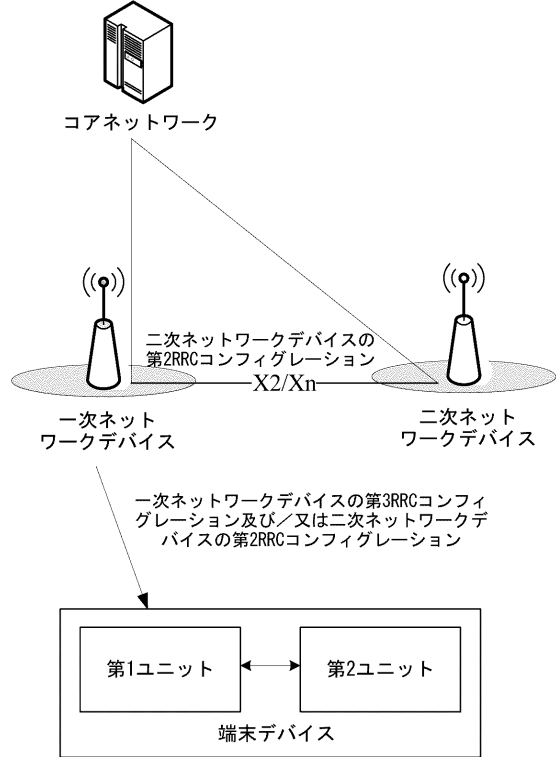 コアネットワーク
二次ネットワークデバイスの
第2RRCコンフィグレーション
X2/Xn
一次ネット
ワークデバイス
二次ネット
ワークデバイス
一次ネットワークデバイスの第3RRCコンフィ
グレーション及び／又は二次ネットワークデ
バイスの第2RRCコンフィグレーション
第1ユニット
第2ユニット
端末デバイス